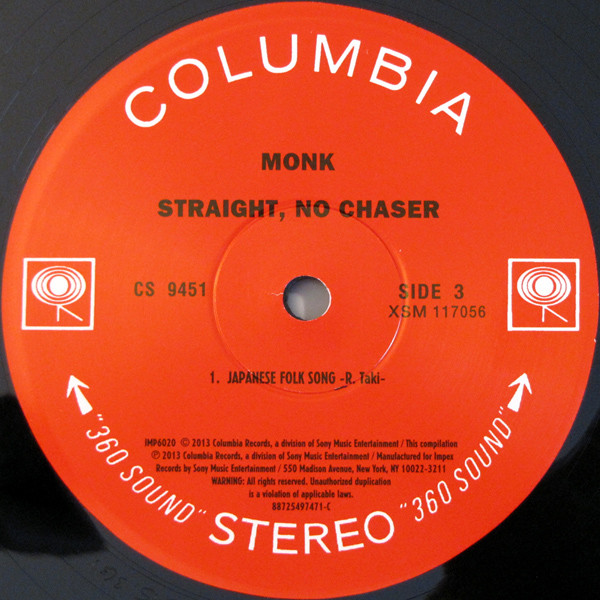 COLUMBIA
MONK
STRAIGHT, NO CHASER
CS 9451
SIDE 3
XSM 117056
1. JAPANESE FOLK SONG -R. Taki-
IMP6020 © 2013 Columbia Records, a division of Sony Music Entertainment / This compilation
℗ 2013 Columbia Records, a division of Sony Music Entertainment / Manufactured for Impex
Records by Sony Music Entertainment / 550 Madison Avenue, New York, NY 10022-3211
WARNING: All rights reserved. Unauthorized duplication
is a violation of applicable laws.
88725497471-C
"360 SOUND" STEREO "360 SOUND"